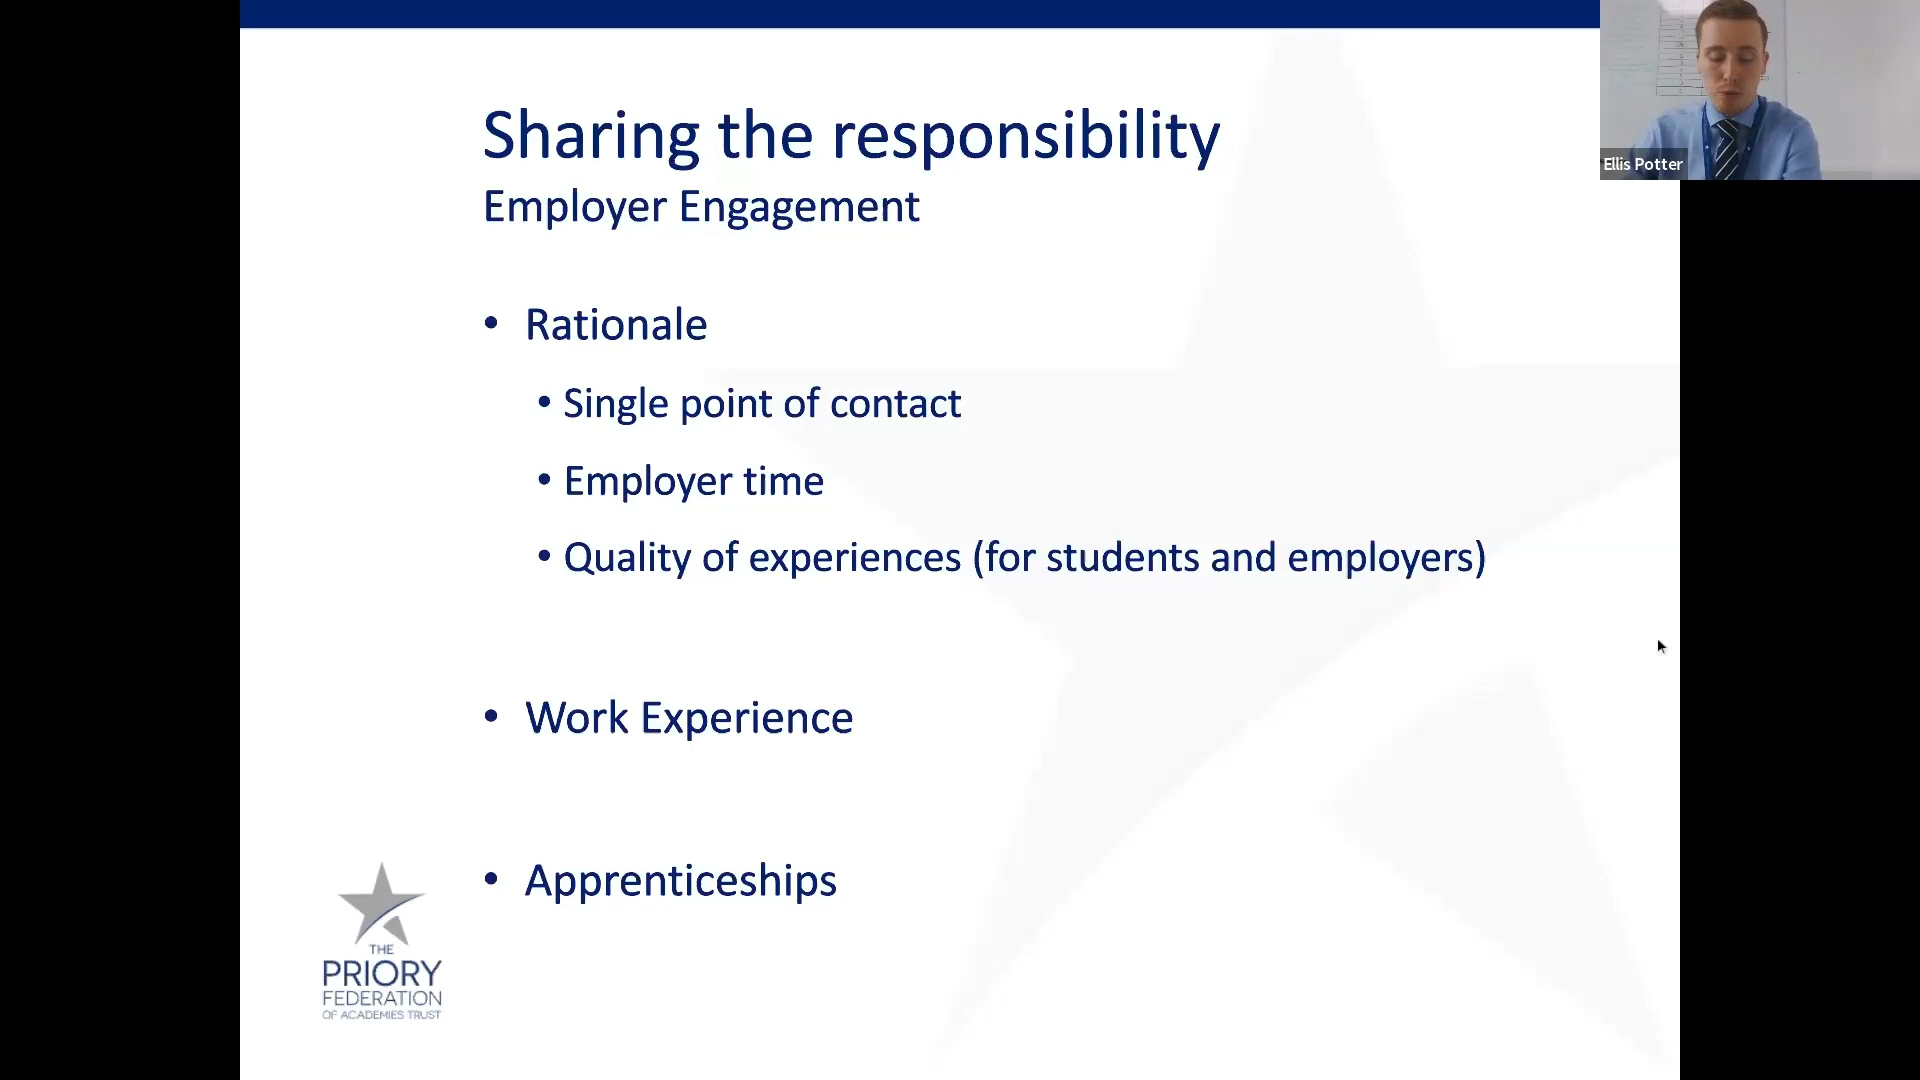 Sharing the responsibility
Employer Engagement
• Rationale
• Single point of contact
• Employer time
• Quality of experiences (for students and employers)
• Work Experience
• Apprenticeships
THE
PRIORY
FEDERATION
OF ACADEMIES TRUST
Ellis Potter